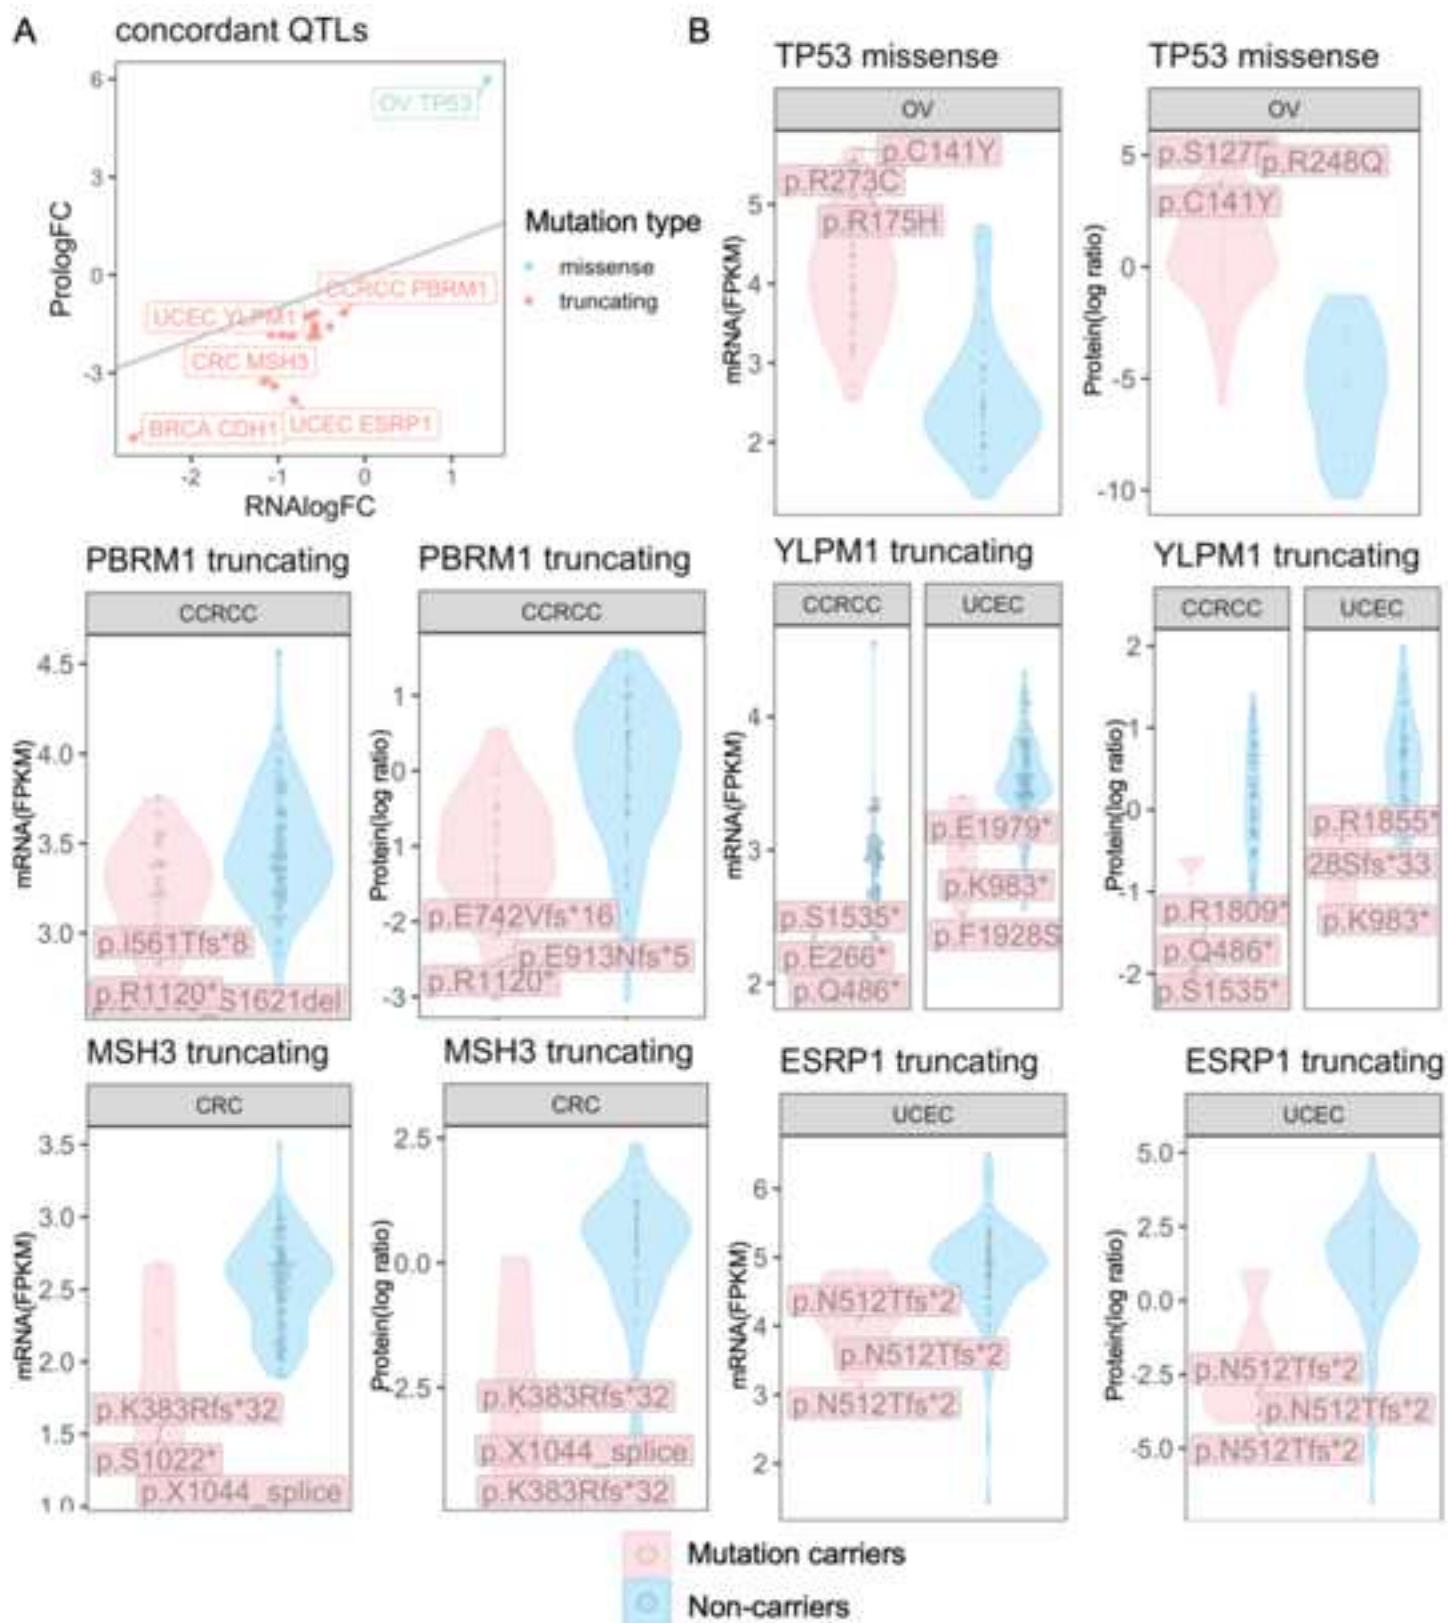 A
concordant QTLs
6
3
0
-3
PrologFC
OV TP53
CCRCC PBRM1
UCEC YLPM1
CRC MSH3
BRCA CDH1
UCEC ESRP1
-2
-1
0
1
RNAlogFC
Mutation type
missense
truncating
B
TP53 missense
OV
p.C141Y
p.R273C
p.R175H
5
4
3
2
mRNA(FPKM)
TP53 missense
OV
p.R248Q
p.C141Y
5
0
-5
-10
Protein(log ratio)
PBRM1 truncating
CCRCC
4.5
4.0
3.5
3.0
mRNA(FPKM)
p.I561Tfs*8
p.R1120*
_S1621del
PBRM1 truncating
CCRCC
1
0
-1
-2
-3
Protein(log ratio)
p.E742Vfs*16
p.E913Nfs*5
p.R1120*
YLPM1 truncating
CCRCC
UCEC
4
3
2
mRNA(FPKM)
p.S1535*
p.E266*
p.Q486*
p.E1979*
p.K983*
p.F1928S
YLPM1 truncating
CCRCC
UCEC
2
1
0
-1
-2
Protein(log ratio)
p.R1809*
p.Q486*
p.S1535*
p.R1855*
28Sfs*33
p.K983*
MSH3 truncating
CRC
3.5
3.0
2.5
2.0
1.5
1.0
mRNA(FPKM)
p.K383Rfs*32
p.S1022*
p.X1044_splice
MSH3 truncating
CRC
2.5
0.0
-2.5
Protein(log ratio)
p.K383Rfs*32
p.X1044_splice
p.K383Rfs*32
ESRP1 truncating
UCEC
6
5
4
3
2
mRNA(FPKM)
p.N512Tfs*2
p.N512Tfs*2
p.N512Tfs*2
ESRP1 truncating
UCEC
5.0
2.5
0.0
-2.5
-5.0
Protein(log ratio)
p.N512Tfs*2
p.N512Tfs*2
p.N512Tfs*2
Mutation carriers
Non-carriers